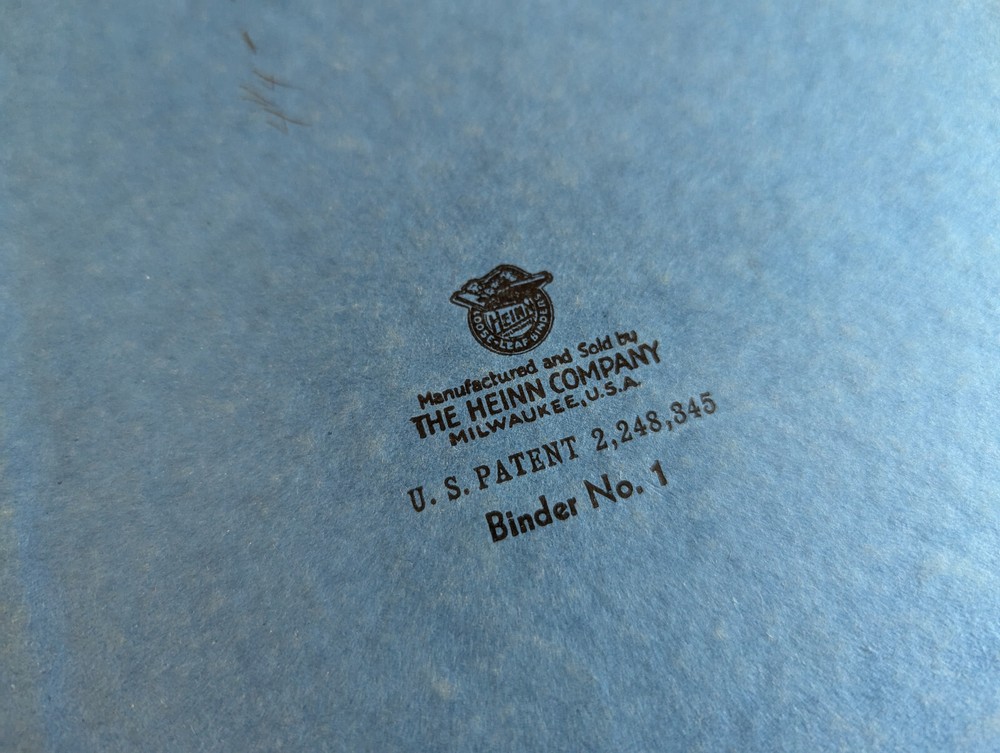 HEINN
LOOSE-LEAF BINDERS
Manufactured and Sold by
THE HEINN COMPANY
MILWAUKEE, U.S.A.
U. S. PATENT 2,248,345
Binder No. 1